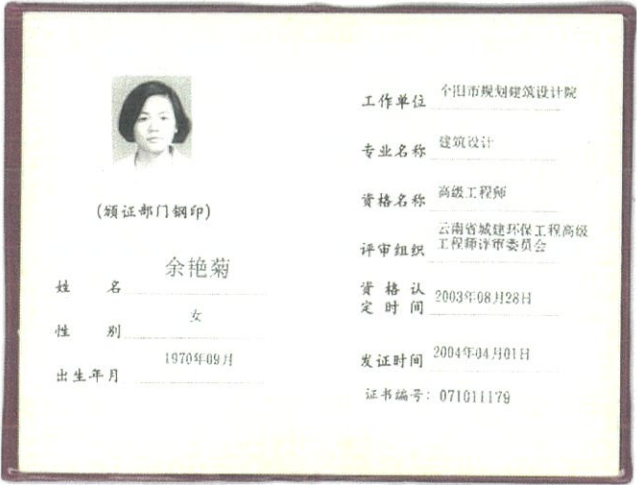 (颁证部门钢印)
姓 名 余艳菊
性 别 女
出生年月 1970年09月
工作单位 个旧市规划建筑设计院
专业名称 建筑设计
资格名称 高级工程师
评审组织 云南省城建环保工程高级
工程师评审委员会
资格认
定时间 2003年08月28日
发证时间 2004年04月01日
证书编号: 071011179